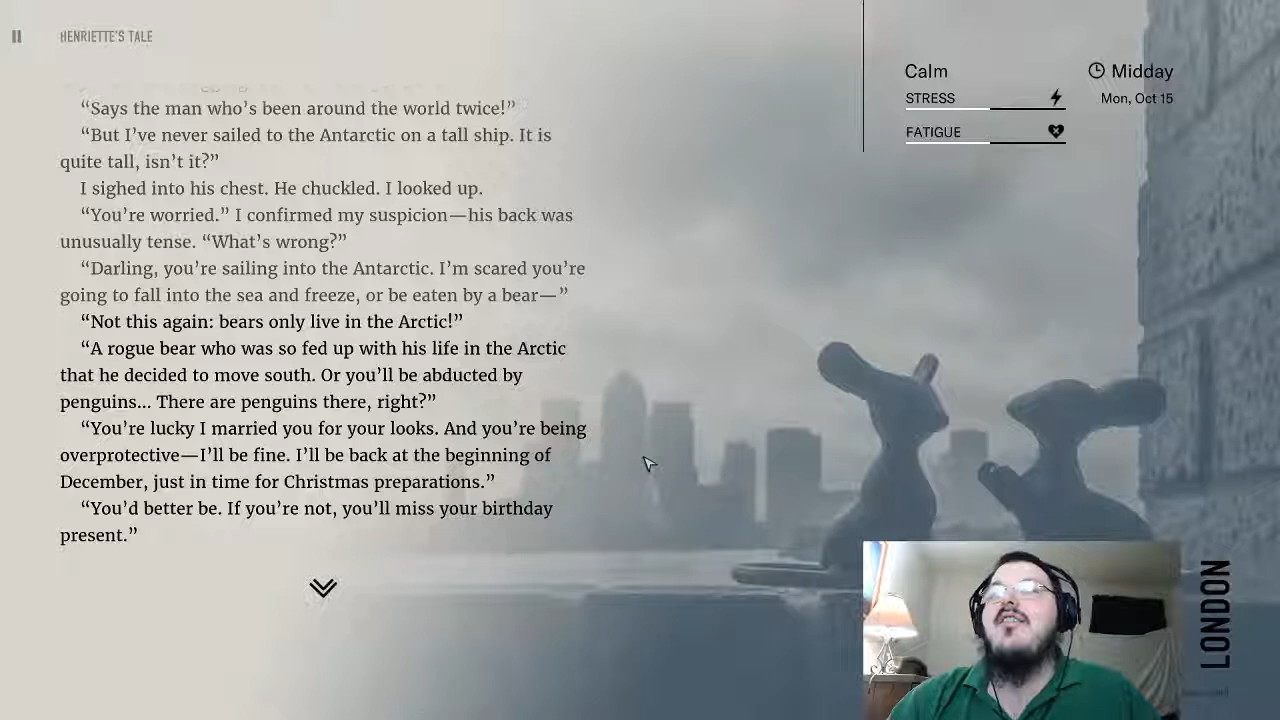 HENRIETTE'S TALE
Calm
Midday
STRESS
Mon, Oct 15
FATIGUE
“Says the man who’s been around the world twice!”
“But I’ve never sailed to the Antarctic on a tall ship. It is
quite tall, isn’t it?”
I sighed into his chest. He chuckled. I looked up.
“You’re worried.” I confirmed my suspicion—his back was
unusually tense. “What’s wrong?”
“Darling, you’re sailing into the Antarctic. I’m scared you’re
going to fall into the sea and freeze, or be eaten by a bear—”
“Not this again: bears only live in the Arctic!”
“A rogue bear who was so fed up with his life in the Arctic
that he decided to move south. Or you’ll be abducted by
penguins... There are penguins there, right?”
“You’re lucky I married you for your looks. And you’re being
overprotective—I’ll be fine. I’ll be back at the beginning of
December, just in time for Christmas preparations.”
“You’d better be. If you’re not, you’ll miss your birthday
present.”
LONDON